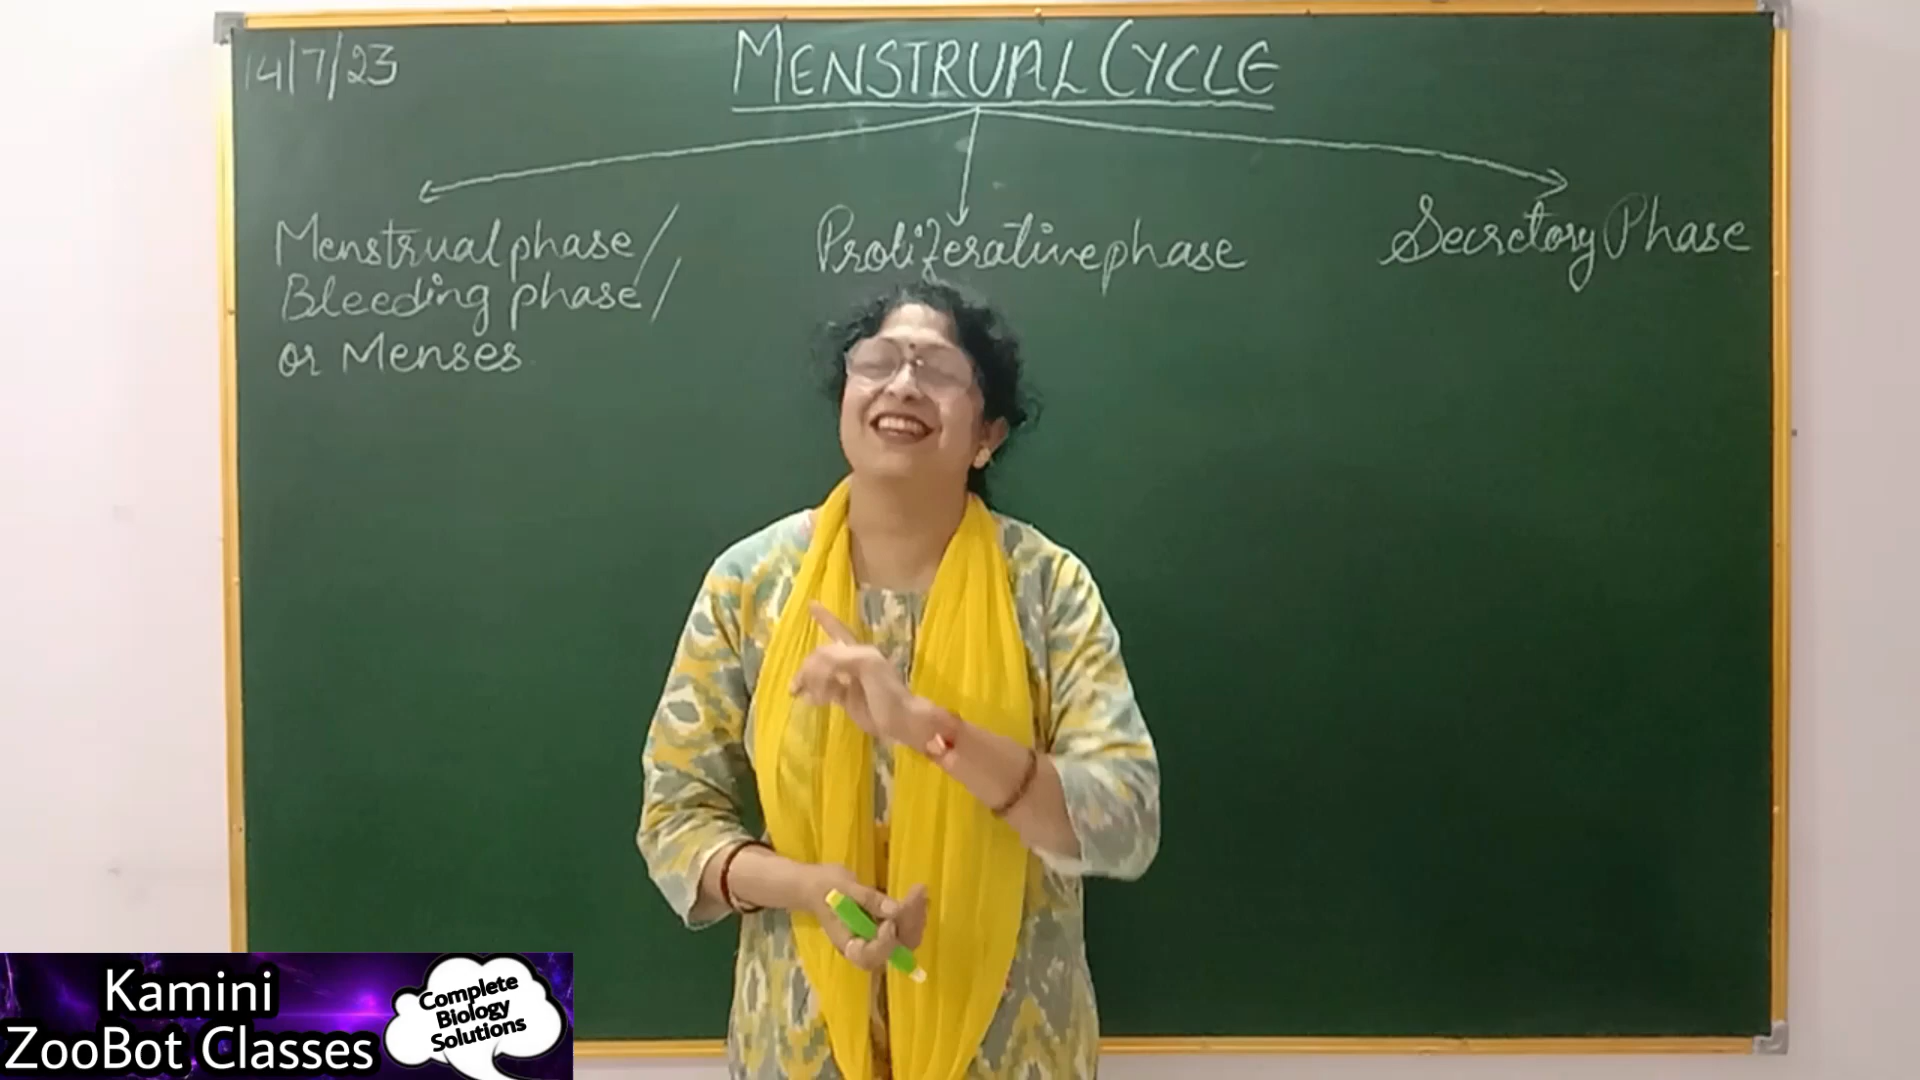 14/7/23
MENSTRUAL CYCLE
Menstrual phase/
Bleeding phase/
or Menses
Proliferative phase
Secretory Phase
Kamini
ZooBot Classes
Complete
Biology
Solutions